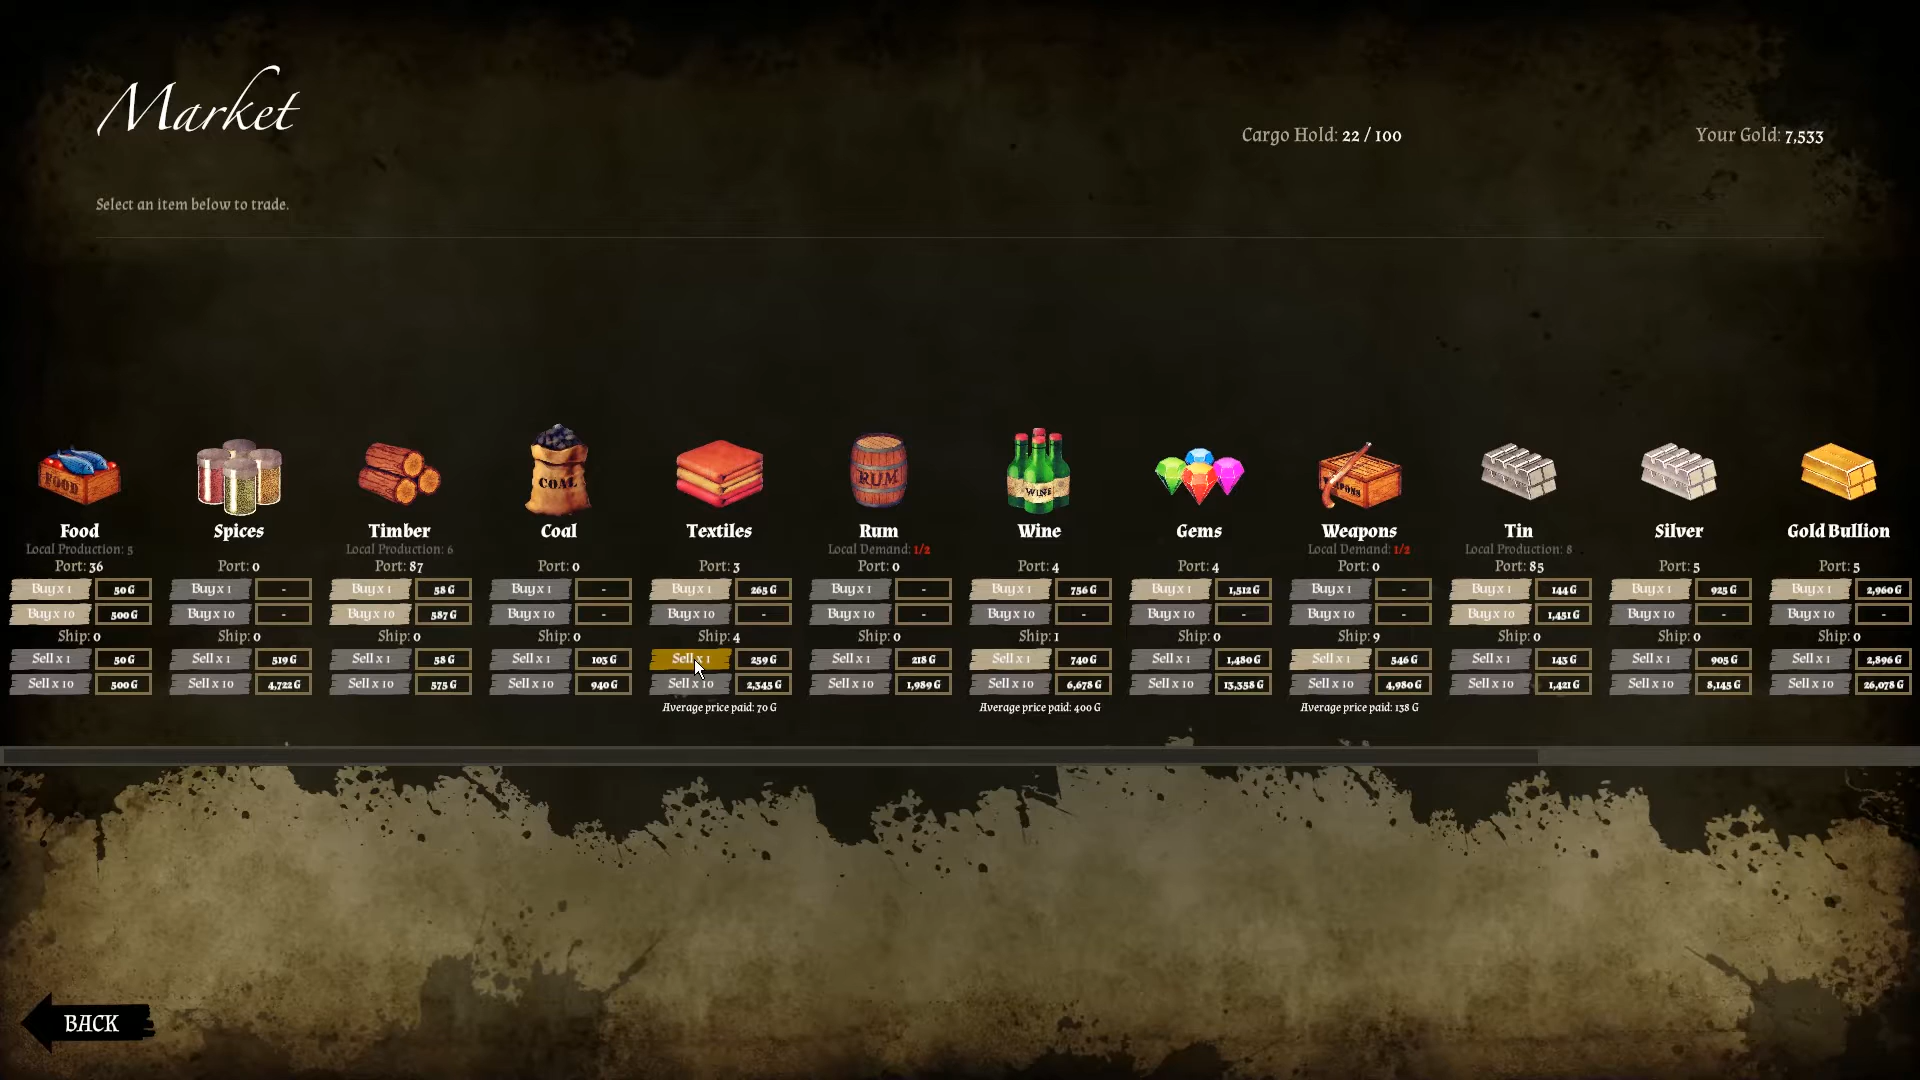 Market
Cargo Hold: 22 / 100
Your Gold: 7,533
Select an item below to trade.
FOOD
COAL
RUM
WINE
Food Spices Timber Coal Textiles Rum Wine Gems Weapons Tin Silver Gold Bullion
Local Production: 5 Local Production: 6 Local Demand: 1/2 Local Demand: 1/2 Local Production: 8
Port: 36 Port: 0 Port: 87 Port: 0 Port: 3 Port: 0 Port: 4 Port: 4 Port: 0 Port: 85 Port: 5 Port: 5
Buy x 1 50 G Buy x 1 - Buy x 1 58 G Buy x 1 - Buy x 1 265 G Buy x 1 - Buy x 1 756 G Buy x 1 1,512 G Buy x 1 - Buy x 1 144 G Buy x 1 925 G Buy x 1 2,960 G
Buy x 10 500 G Buy x 10 - Buy x 10 587 G Buy x 10 - Buy x 10 - Buy x 10 - Buy x 10 - Buy x 10 - Buy x 10 - Buy x 10 1,451 G Buy x 10 - Buy x 10 -
Ship: 0 Ship: 0 Ship: 0 Ship: 0 Ship: 4 Ship: 0 Ship: 1 Ship: 0 Ship: 9 Ship: 0 Ship: 0 Ship: 0
Sell x 1 50 G Sell x 1 519 G Sell x 1 58 G Sell x 1 103 G Sell x 1 259 G Sell x 1 218 G Sell x 1 740 G Sell x 1 1,480 G Sell x 1 546 G Sell x 1 143 G Sell x 1 905 G Sell x 1 2,896 G
Sell x 10 500 G Sell x 10 4,722 G Sell x 10 575 G Sell x 10 940 G Sell x 10 2,345 G Sell x 10 1,989 G Sell x 10 6,678 G Sell x 10 13,358 G Sell x 10 4,980 G Sell x 10 1,421 G Sell x 10 8,145 G Sell x 10 26,078 G
Average price paid: 70 G Average price paid: 400 G Average price paid: 138 G
BACK